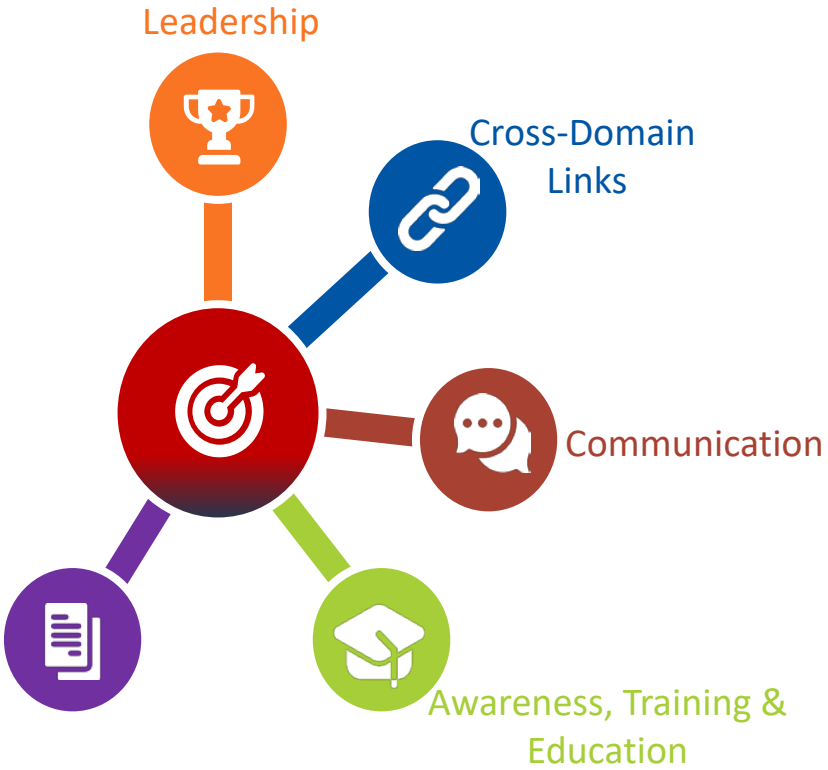 Leadership
Cross-Domain
Links
Communication
Awareness, Training &
Education